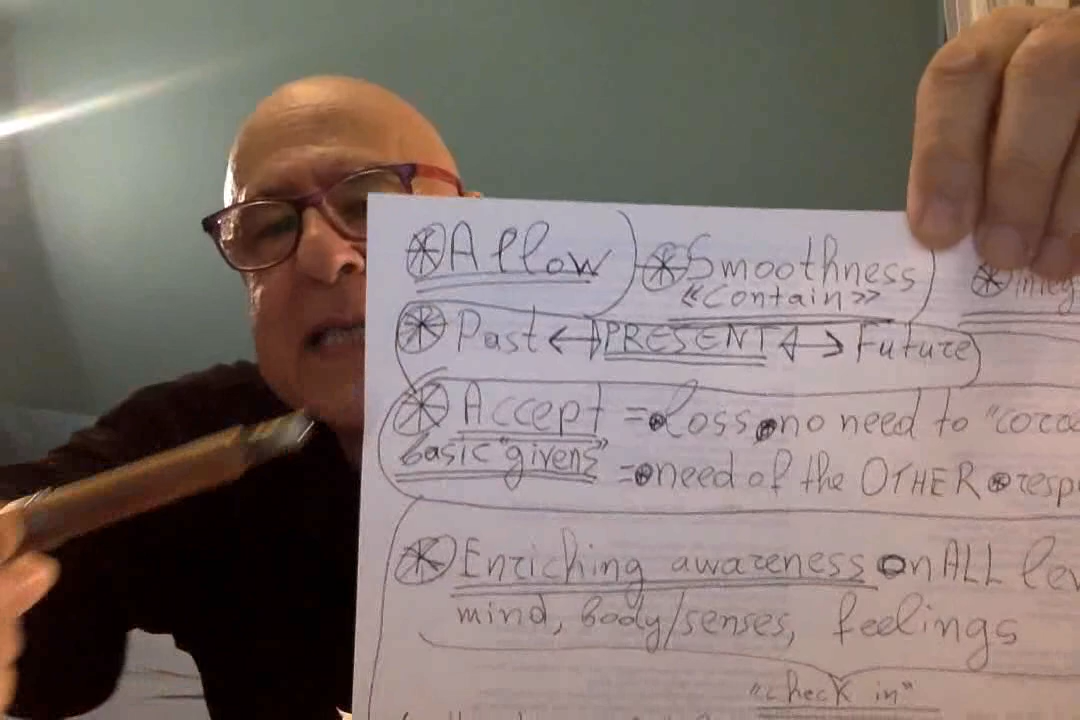 Allow
Smoothness
«Contain»
Past ↔ PRESENT ↔ Future
Accept = loss no need to
basic "givens" = need of the OTHER
Enriching awareness on ALL
mind, body/senses, feelings
"check in"